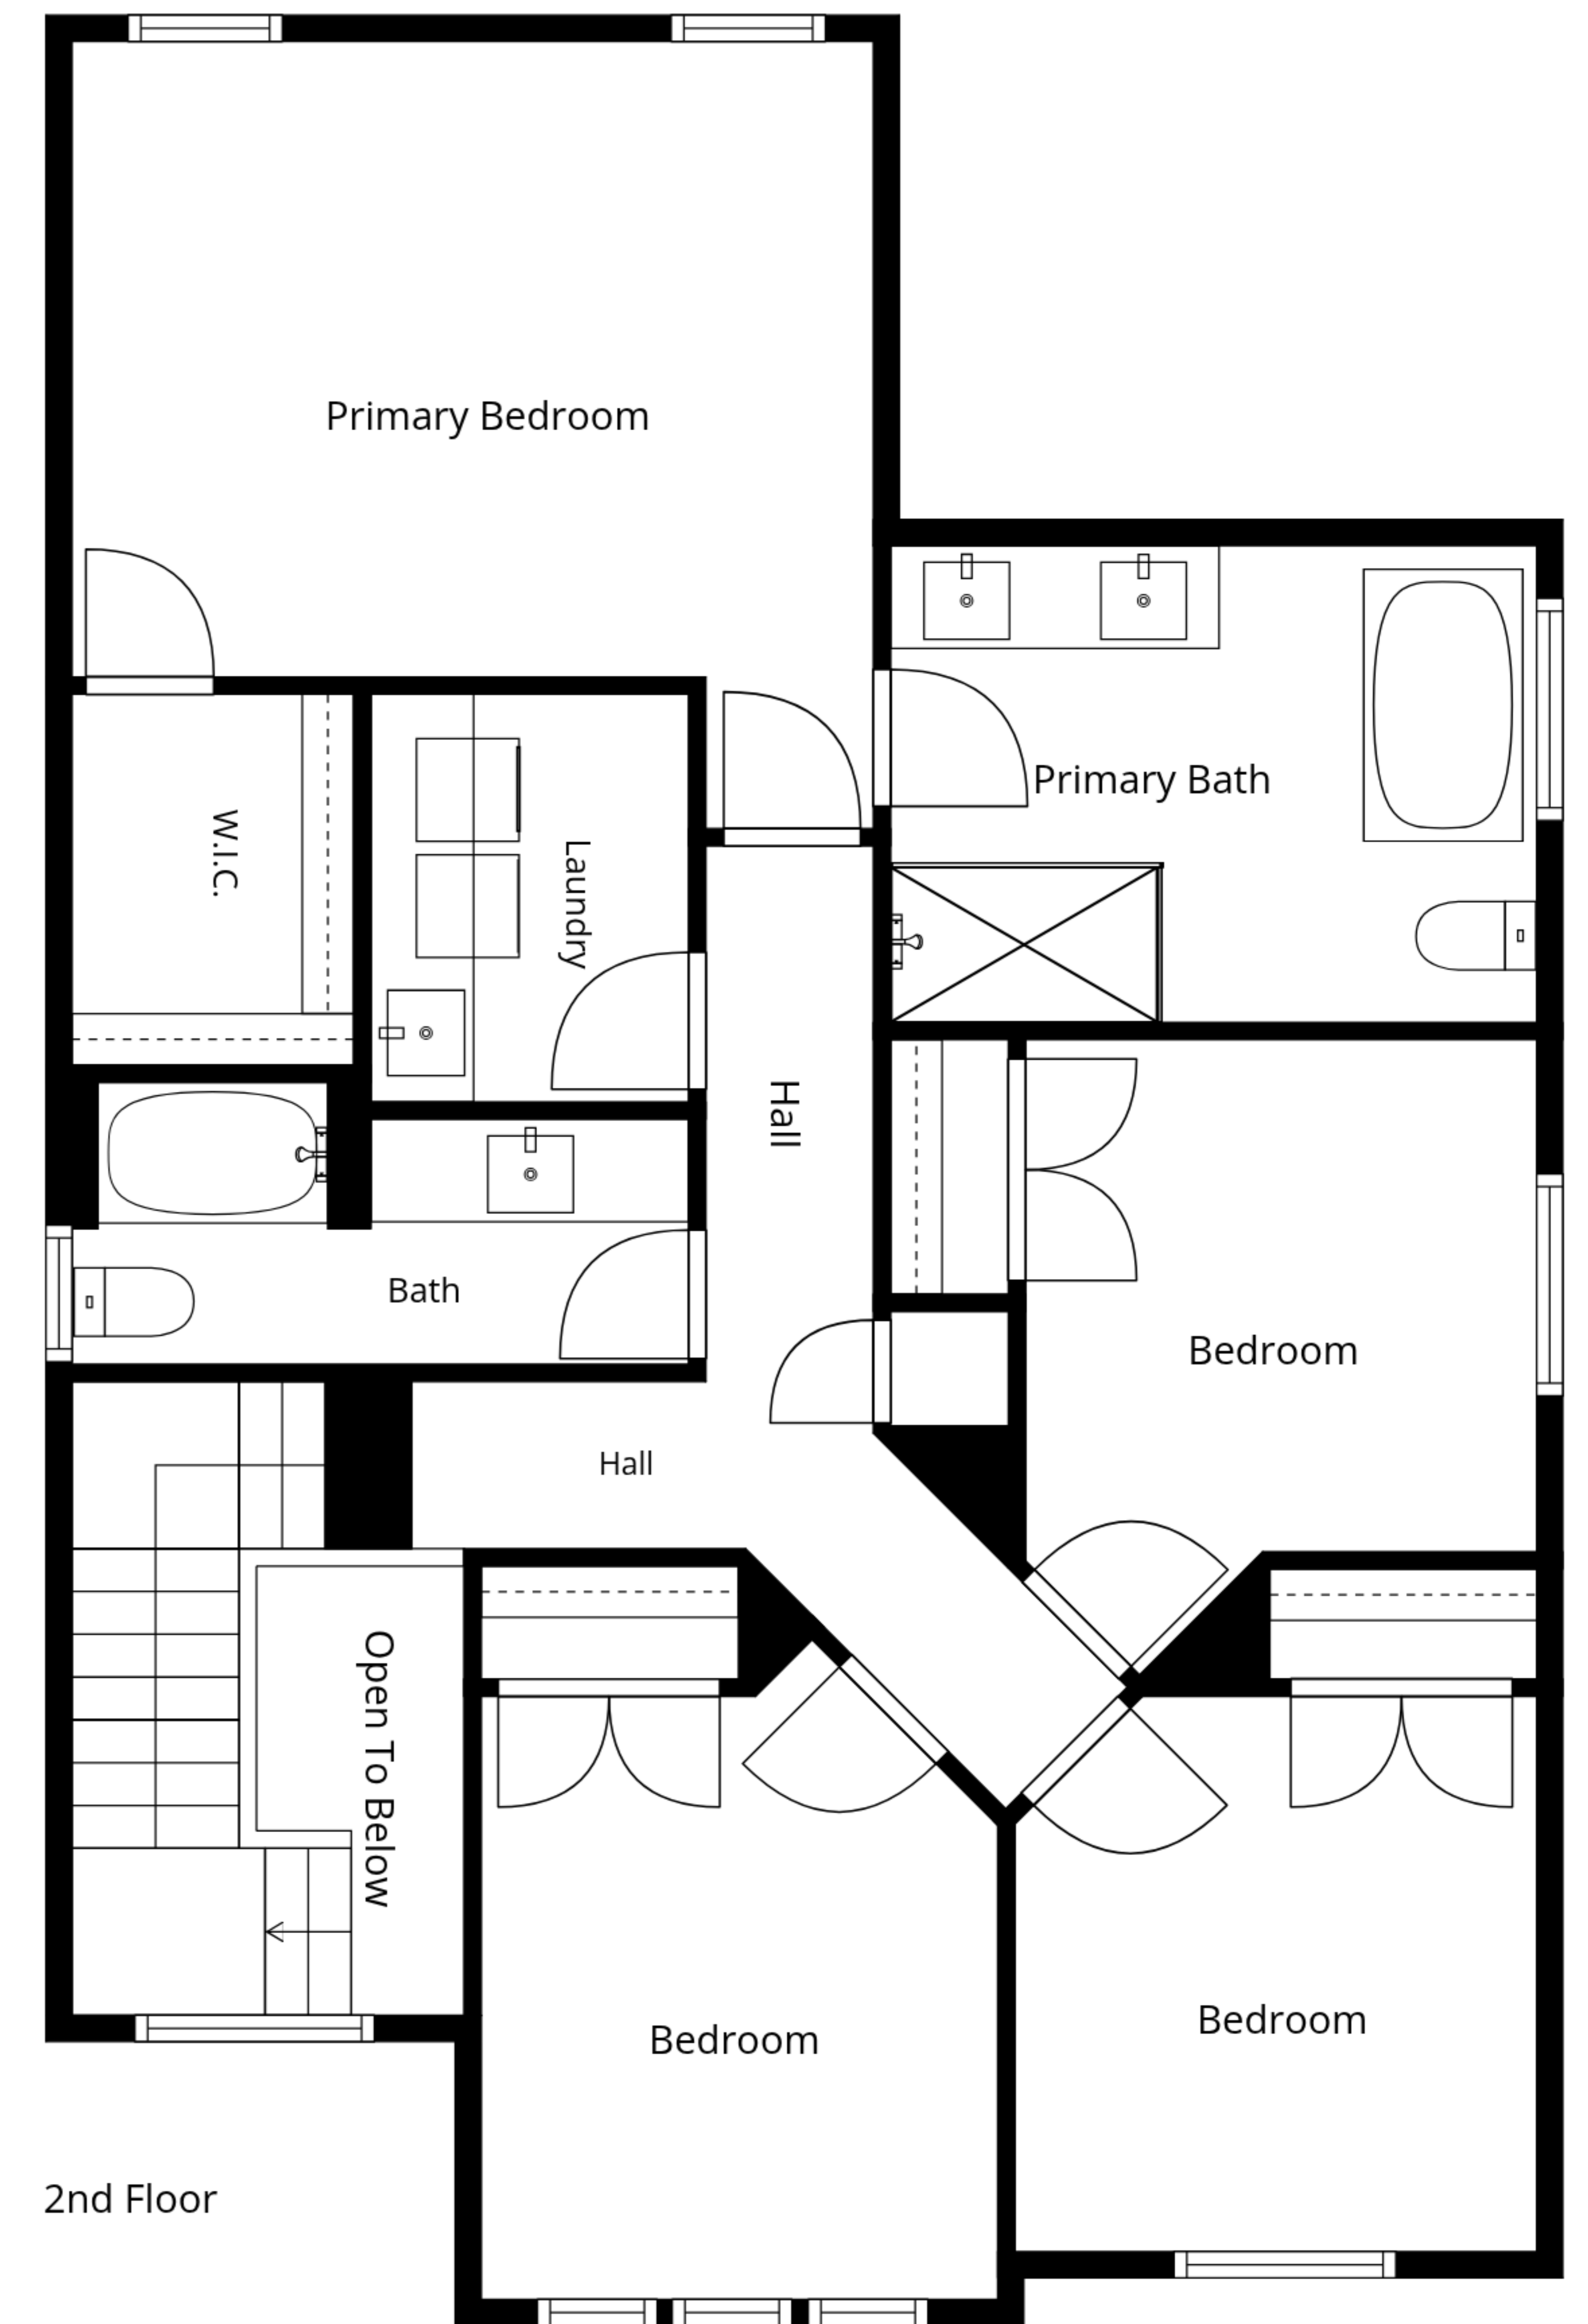 Primary Bedroom
Primary Bath
W.I.C.
Laundry
Hall
Bath
Bedroom
Hall
Open To Below
Bedroom
Bedroom
2nd Floor